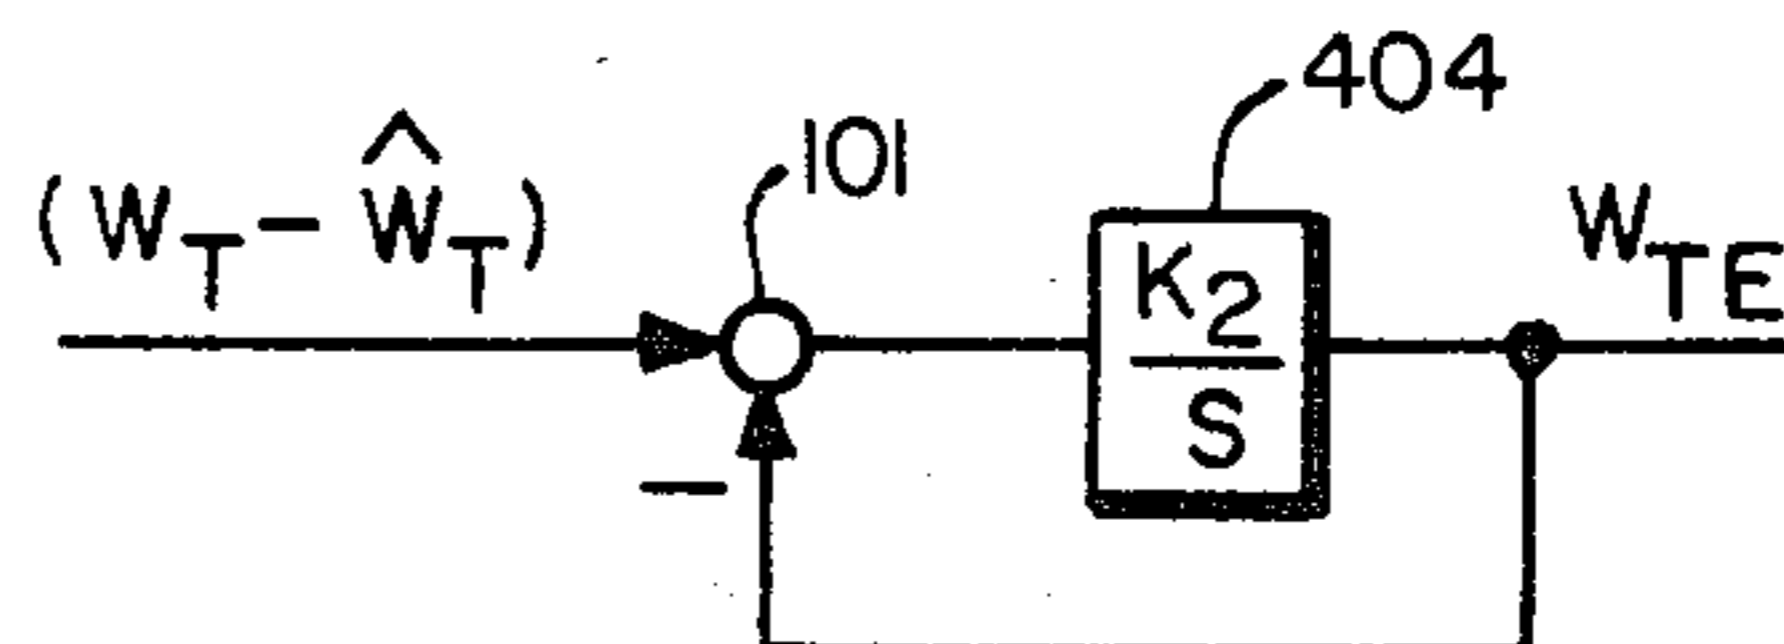 404
101
(W_T - Ŵ_T)
K_2
S
W_TE
−